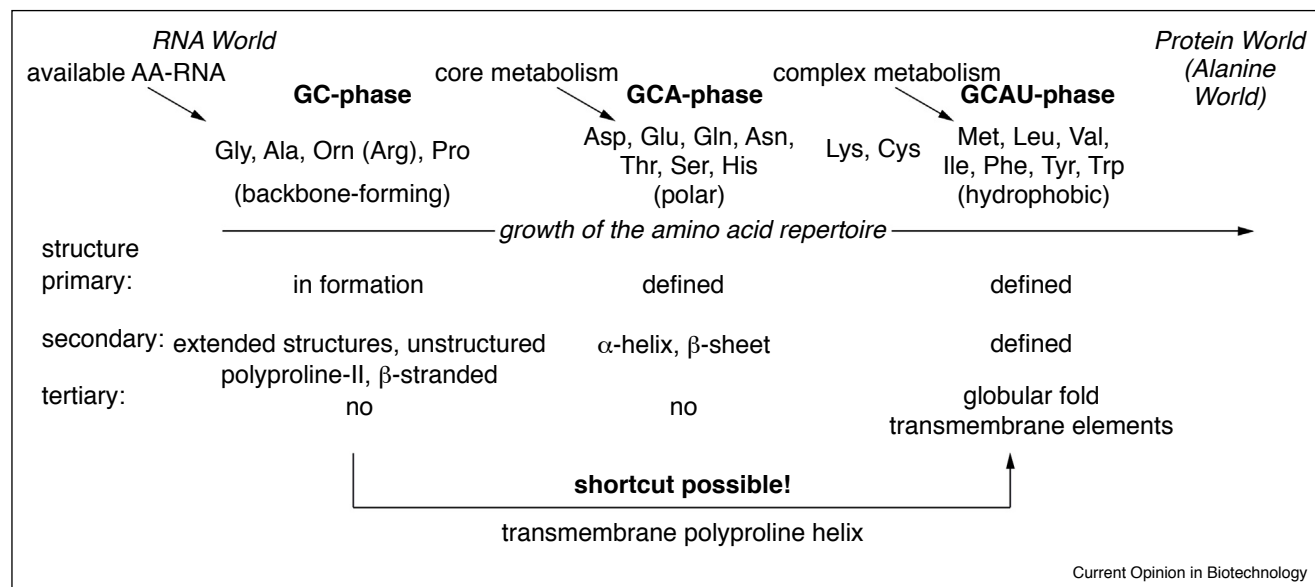 RNA World
Protein World
(Alanine
World)
available AA-RNA
core metabolism
complex metabolism
GC-phase
GCA-phase
GCAU-phase
Gly, Ala, Orn (Arg), Pro
(backbone-forming)
Asp, Glu, Gln, Asn,
Thr, Ser, His
(polar)
Lys, Cys
Met, Leu, Val,
Ile, Phe, Tyr, Trp
(hydrophobic)
growth of the amino acid repertoire
structure
primary:
in formation
defined
defined
secondary:
extended structures, unstructured
polyproline-II, β-stranded
α-helix, β-sheet
defined
tertiary:
no
no
globular fold
transmembrane elements
shortcut possible!
transmembrane polyproline helix
Current Opinion in Biotechnology